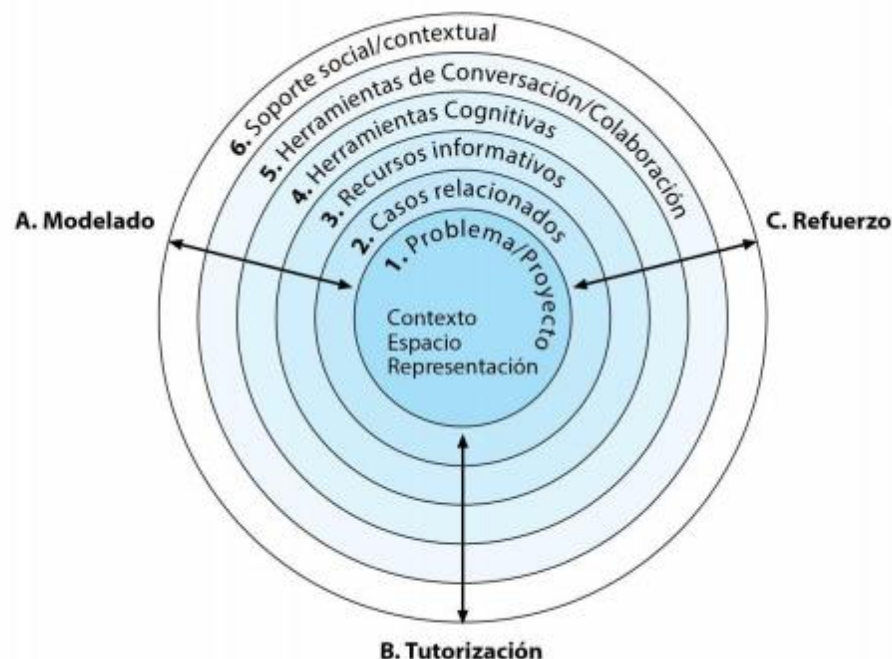 6. Soporte social/contextual
5. Herramientas de Conversación/Colaboración
4. Herramientas Cognitivas
3. Recursos informativos
2. Casos relacionados
1. Problema/Proyecto
A. Modelado
C. Refuerzo
Contexto
Espacio
Representación
B. Tutorización